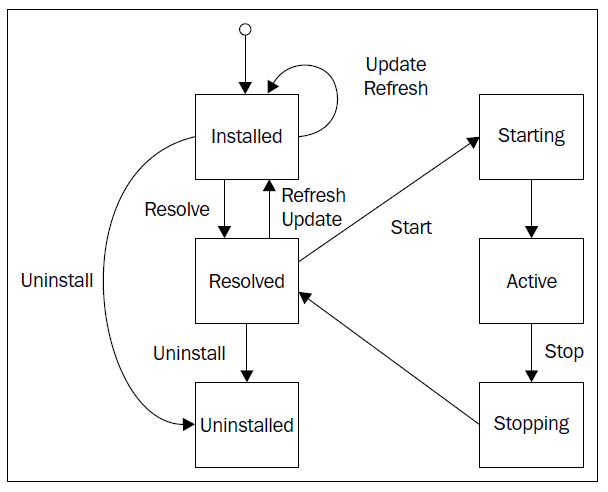 Update
Refresh
Installed
Starting
Resolve
Refresh
Update
Start
Uninstall
Resolved
Active
Uninstall
Stop
Uninstalled
Stopping